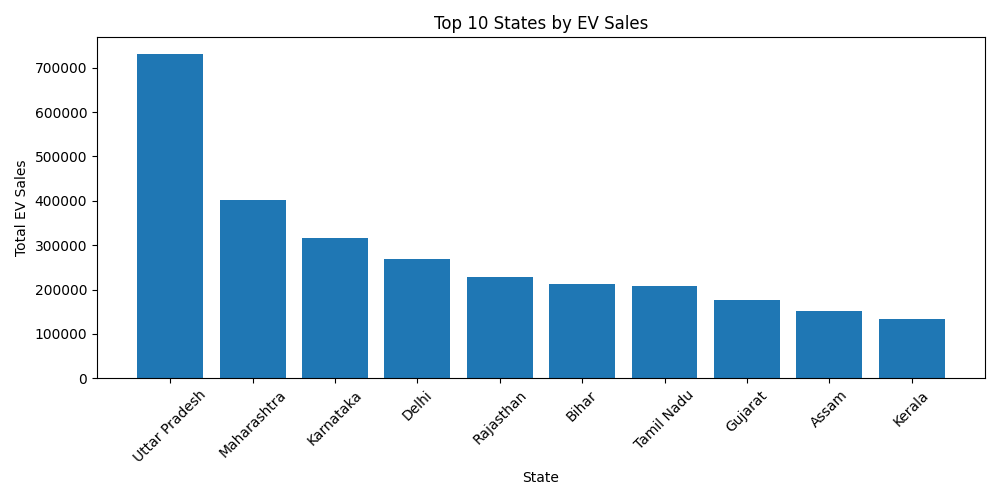 Top 10 States by EV Sales
Total EV Sales
700000
600000
500000
400000
300000
200000
100000
0
Uttar Pradesh
Maharashtra
Karnataka
Delhi
Rajasthan
Bihar
Tamil Nadu
Gujarat
Assam
Kerala
State